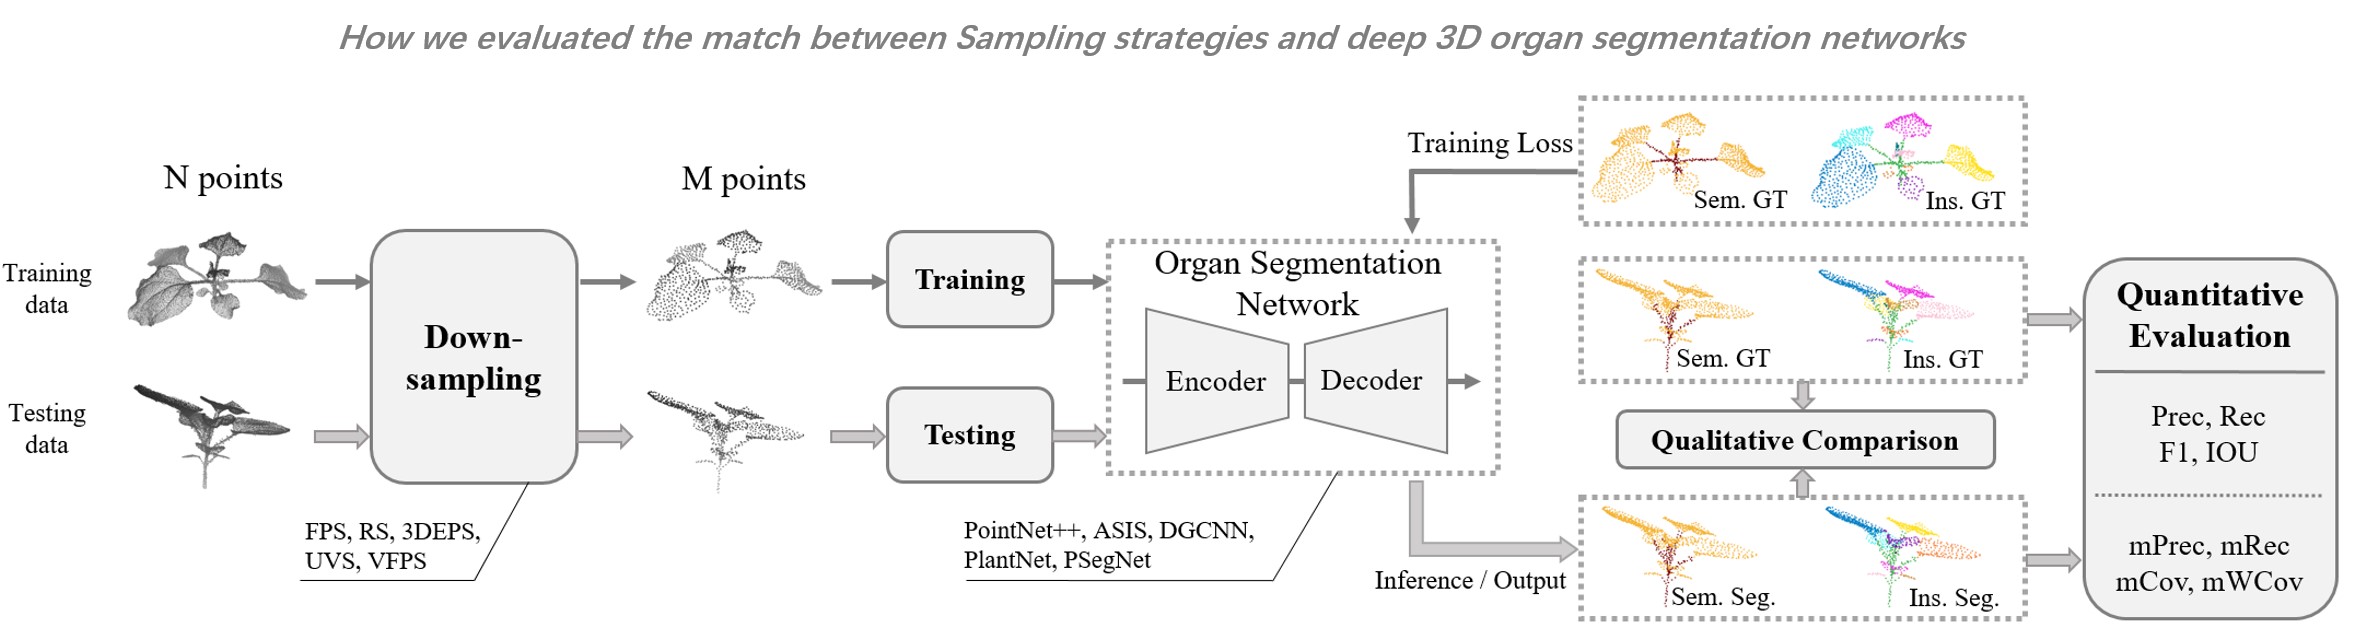 How we evaluated the match between Sampling strategies and deep 3D organ segmentation networks
N points
M points
Training
data
Testing
data
Down-
sampling
FPS, RS, 3DEPS,
UVS, VFPS
Training
Testing
Training Loss
Organ Segmentation
Network
Encoder
Decoder
PointNet++, ASIS, DGCNN,
PlantNet, PSegNet
Inference / Output
Sem. GT
Ins. GT
Sem. GT
Ins. GT
Qualitative Comparison
Sem. Seg.
Ins. Seg.
Quantitative
Evaluation
Prec, Rec
F1, IOU
mPrec, mRec
mCov, mWCov